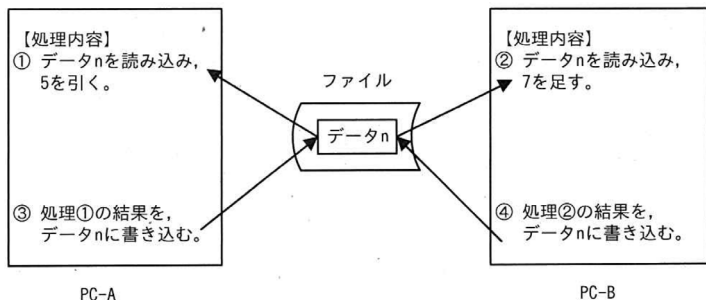 【処理内容】
① データnを読み込み,
5を引く。
③ 処理①の結果を,
データnに書き込む。
PC-A
ファイル
データn
【処理内容】
② データnを読み込み,
7を足す。
④ 処理②の結果を,
データnに書き込む。
PC-B